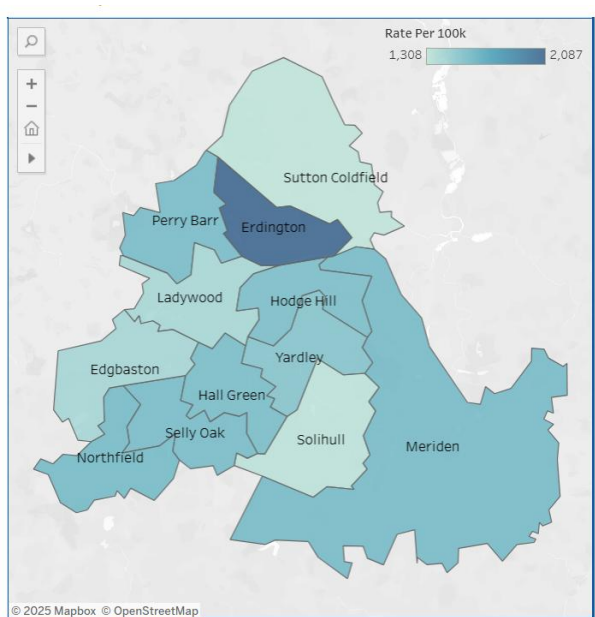 Rate Per 100k
1,308 2,087
+
−
Sutton Coldfield
Perry Barr
Erdington
Ladywood
Hodge Hill
Yardley
Edgbaston
Hall Green
Selly Oak
Solihull
Meriden
Northfield
© 2025 Mapbox © OpenStreetMap